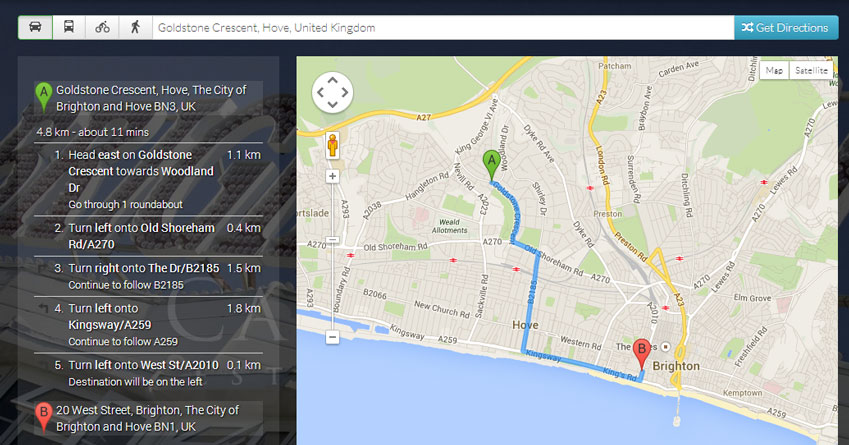 Goldstone Crescent, Hove, United Kingdom
Get Directions
A
Goldstone Crescent, Hove, The City of
Brighton and Hove BN3, UK
4.8 km - about 11 mins
1. Head east on Goldstone 1.1 km
Crescent towards Woodland
Dr
Go through 1 roundabout
2. Turn left onto Old Shoreham 0.4 km
Rd/A270
3. Turn right onto The Dr/B2185 1.5 km
Continue to follow B2185
4. Turn left onto 1.8 km
Kingsway/A259
Continue to follow A259
5. Turn left onto West St/A2010 0.1 km
Destination will be on the left
B
20 West Street, Brighton, The City of
Brighton and Hove BN1, UK
Map
Satellite
Patcham
Carden Ave
A27
King George VI Ave
Woodland Dr
Dyke Rd Ave
London Rd
Braybon Ave
Surrenden Rd
Ditchling Rd
Lewes Rd
A270
A
Hangleton Rd
Nevill Rd
Goldstone Crescent
Shirley Dr
A293
A2038
A2023
Dyke Rd
Preston
Weald
Allotments
Preston Rd
Old Shoreham Rd
A270
Old Shoreham Rd
A270
Lewes Rd
A270
A23
Boundary Rd
A293
B2066
Sackville Rd
B2185
A2010
Elm Grove
New Church Rd
Hove
Western Rd
Freshfield Rd
A259
Kingsway
B
King's Rd
Brighton
Kemptown
A259